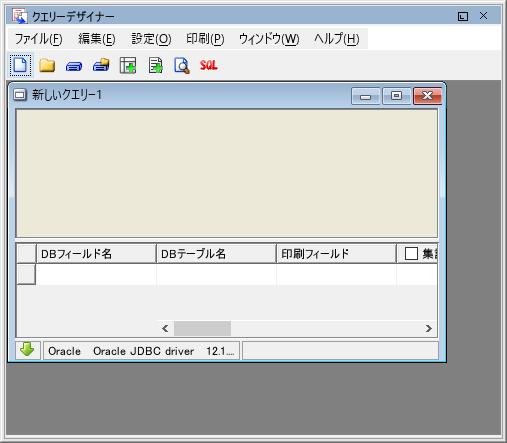 クエリーデザイナー
ファイル(F) 編集(E) 設定(O) 印刷(P) ウィンドウ(W) ヘルプ(H)
SQL
新しいクエリー1
DBフィールド名 DBテーブル名 印刷フィールド 集
Oracle Oracle JDBC driver 12.1....